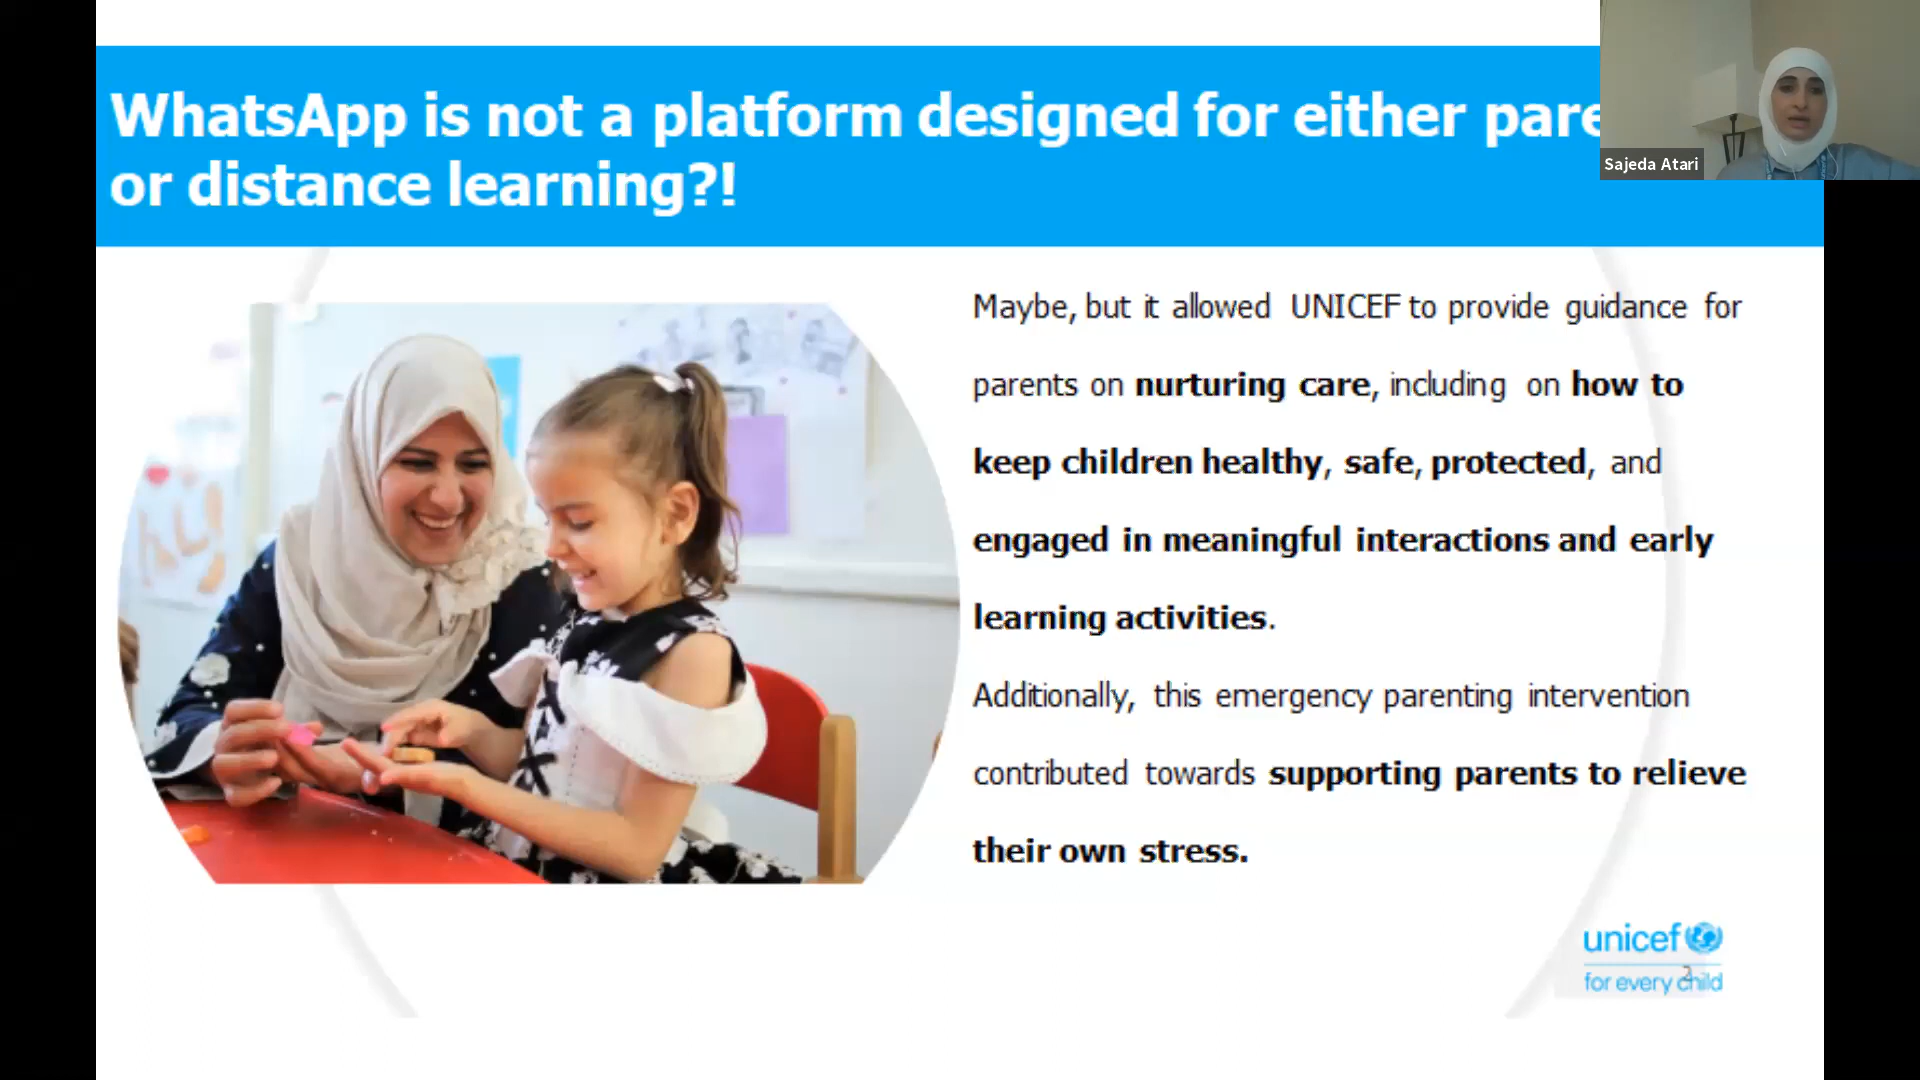 WhatsApp is not a platform designed for either
or distance learning?!
Sajeda Atari
Maybe, but it allowed UNICEF to provide guidance for
parents on nurturing care, including on how to
keep children healthy, safe, protected, and
engaged in meaningful interactions and early
learning activities.
Additionally, this emergency parenting intervention
contributed towards supporting parents to relieve
their own stress.
unicef
for every child
2